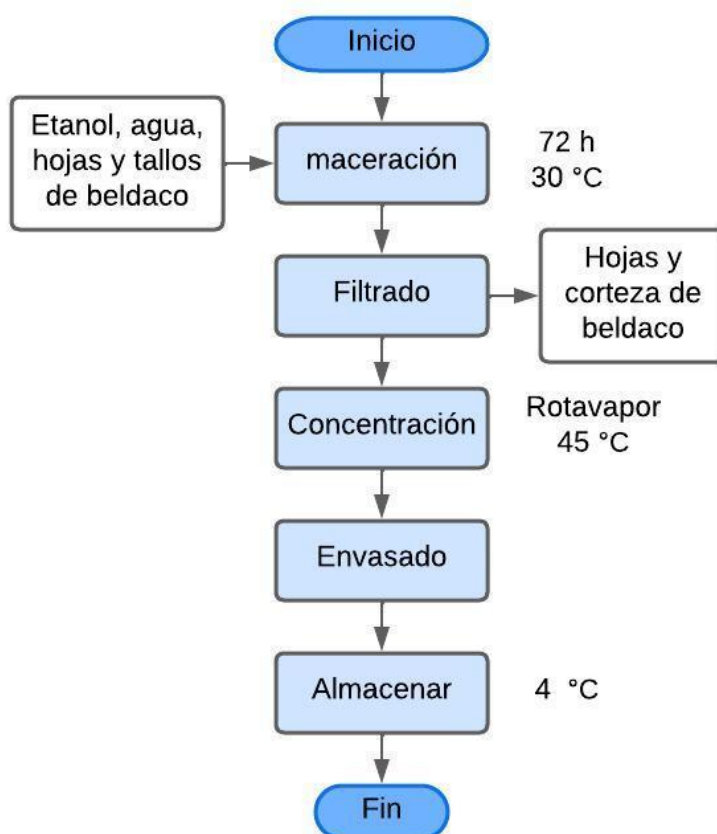 Inicio
Etanol, agua,
hojas y tallos
de beldaco
maceración
72 h
30 °C
Filtrado
Hojas y
corteza de
beldaco
Concentración
Rotavapor
45 °C
Envasado
Almacenar
4 °C
Fin